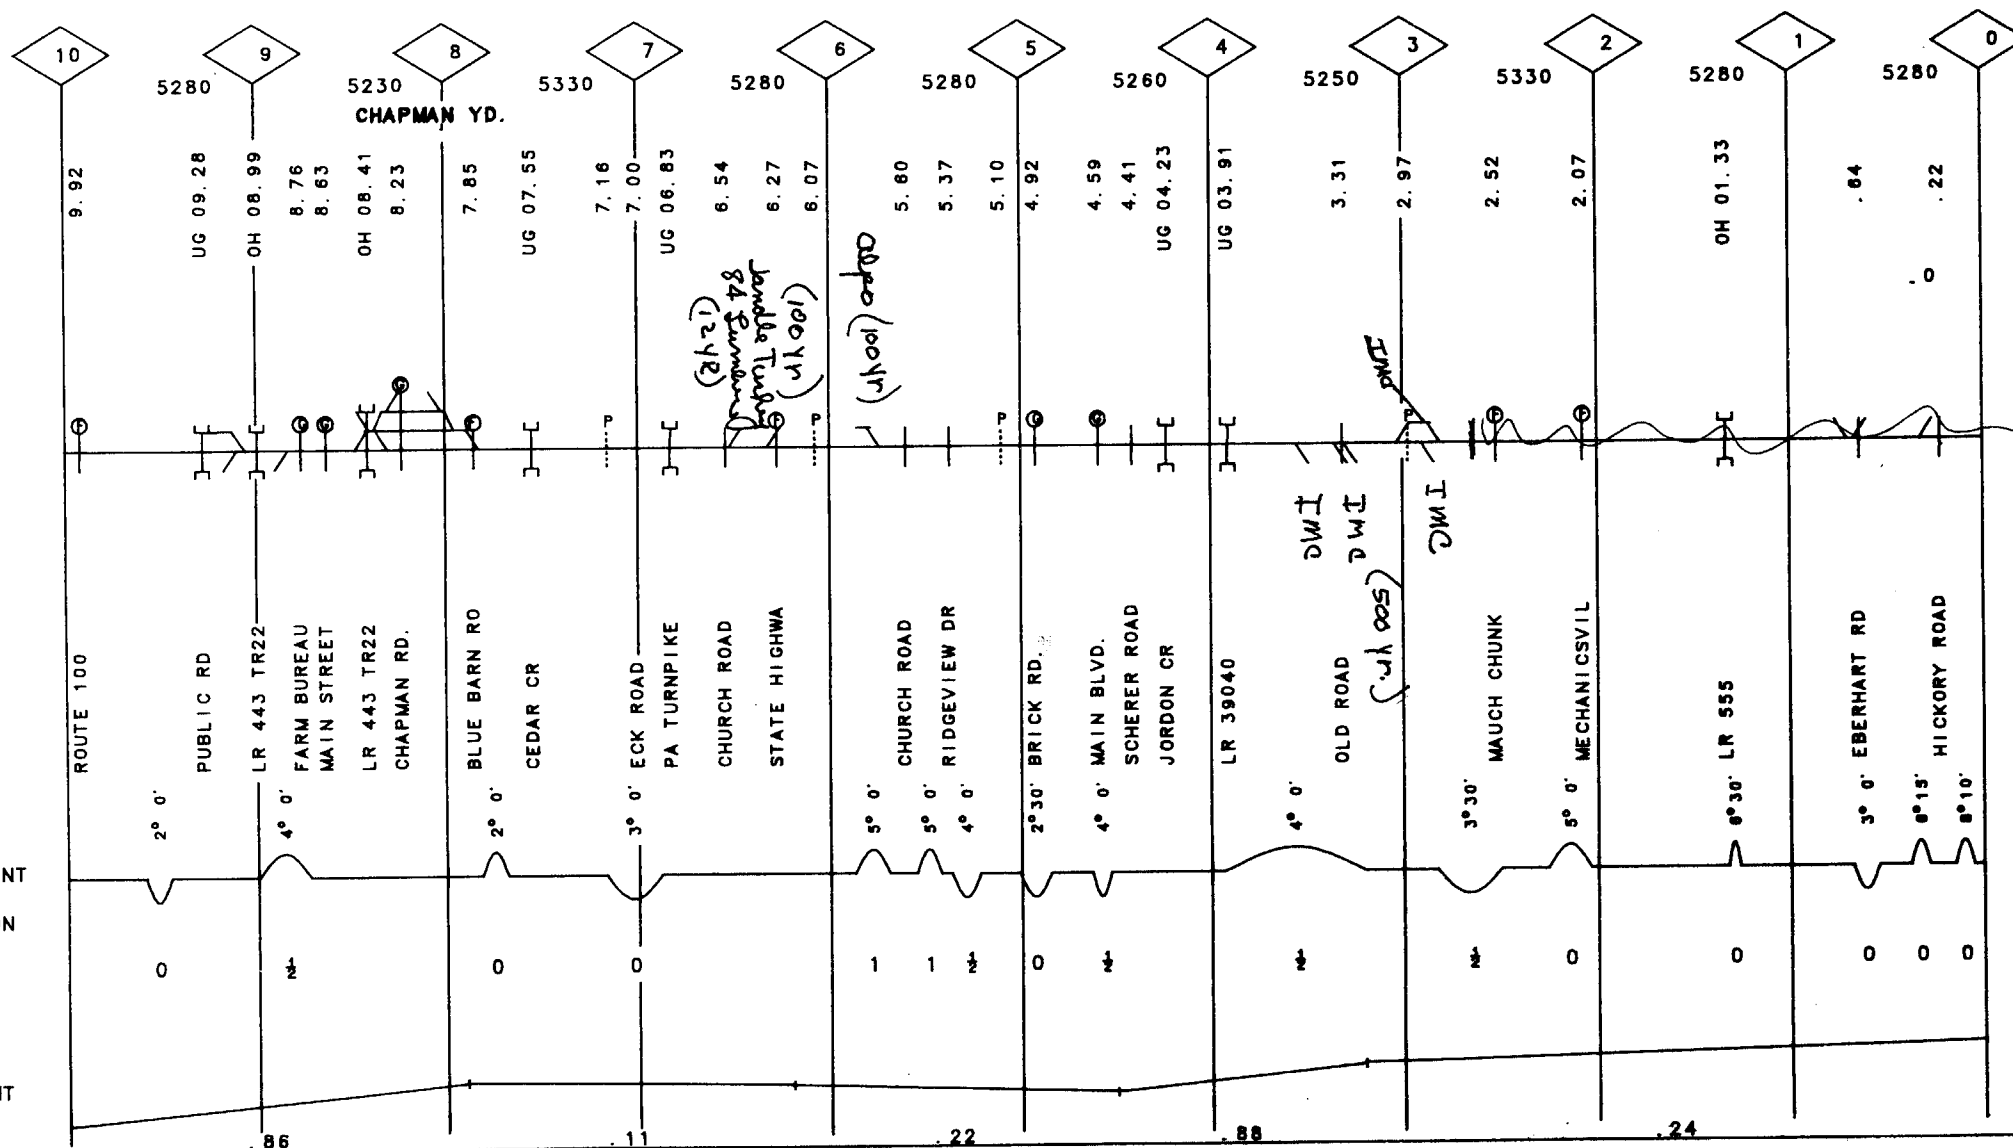 10 9 8 7 6 5 4 3 2 1 0
5280 5230 5330 5280 5280 5260 5250 5330 5280 5280
CHAPMAN YD.
9.92
UG 09.28
OH 08.99
8.76
8.63
OH 08.41
8.23
7.85
UG 07.55
7.16
7.00
UG 06.83
6.54
6.27
6.07
5.60
5.37
5.10
4.92
4.59
4.41
UG 04.23
UG 03.91
3.31
2.97
2.52
2.07
OH 01.33
.64
.22
.0
84 Lumber
(12 YR)
(100 Yr)
(100 Yr)
IMC
F G G G F P F P P G G P F F
IMC
IMC
IMC
(500 Yr.)
ROUTE 100
PUBLIC RD
LR 443 TR22
FARM BUREAU
MAIN STREET
LR 443 TR22
CHAPMAN RD.
BLUE BARN RO
CEDAR CR
ECK ROAD
PA TURNPIKE
CHURCH ROAD
STATE HIGHWA
CHURCH ROAD
RIDGEVIEW DR
BRICK RD.
MAIN BLVD.
SCHERER ROAD
JORDON CR
LR 39040
OLD ROAD
MAUCH CHUNK
MECHANICSVIL
LR 555
EBERHART RD
HICKORY ROAD
2° 0' 4° 0' 2° 0' 3° 0' 5° 0' 5° 0' 4° 0' 2°30' 4° 0' 4° 0' 3°30' 5° 0' 3° 0'
NT
N
0 ½ 0 0 1 1 ½ 0 ½ ½ ½ 0 0 0 0 0
T
.86 .11 .22 .88 .24